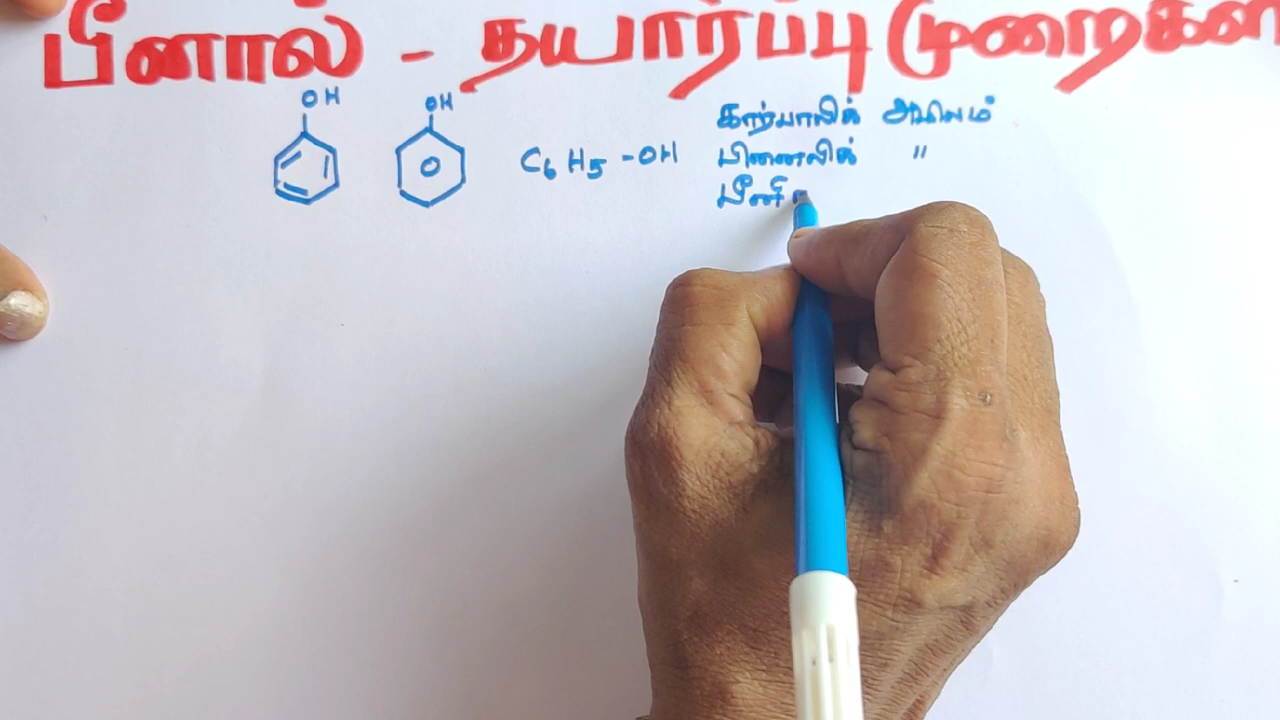 பீனால் - தயார்ப்பு முறைகள்
OH
OH
C6H5-OH
கார்பாலிக் அமிலம்
பினைலிக் "
பீனி